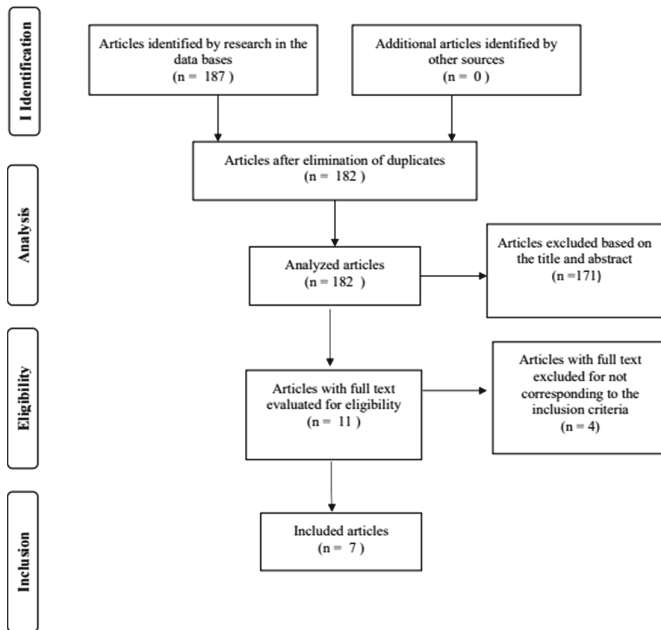 I Identification
Articles identified by research in the
data bases
(n = 187)
Additional articles identified by
other sources
(n = 0 )
Articles after elimination of duplicates
(n = 182 )
Analysis
Analyzed articles
(n = 182 )
Articles excluded based on
the title and abstract
(n =171)
Eligibility
Articles with full text
evaluated for eligibility
(n = 11 )
Articles with full text
excluded for not
corresponding to the
inclusion criteria
(n = 4)
Inclusion
Included articles
(n = 7 )